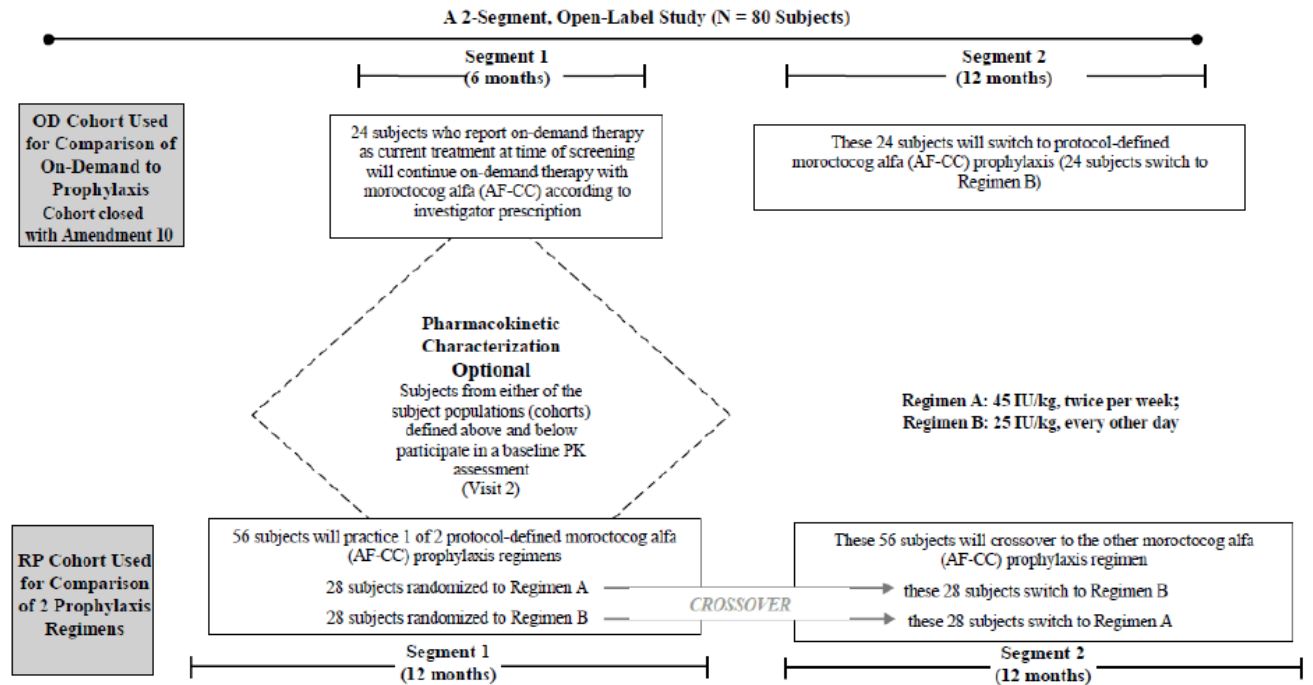 A 2-Segment, Open-Label Study (N = 80 Subjects)
Segment 1
(6 months)
Segment 2
(12 months)
OD Cohort Used
for Comparison of
On-Demand to
Prophylaxis
Cohort closed
with Amendment 10
24 subjects who report on-demand therapy
as current treatment at time of screening
will continue on-demand therapy with
moroctocog alfa (AF-CC) according to
investigator prescription
These 24 subjects will switch to protocol-defined
moroctocog alfa (AF-CC) prophylaxis (24 subjects switch to
Regimen B)
Pharmacokinetic
Characterization
Optional
Subjects from either of the
subject populations (cohorts)
defined above and below
participate in a baseline PK
assessment
(Visit 2)
Regimen A: 45 IU/kg, twice per week;
Regimen B: 25 IU/kg, every other day
RP Cohort Used
for Comparison
of 2 Prophylaxis
Regimens
56 subjects will practice 1 of 2 protocol-defined moroctocog alfa
(AF-CC) prophylaxis regimens
28 subjects randomized to Regimen A
28 subjects randomized to Regimen B
CROSSOVER
These 56 subjects will crossover to the other moroctocog alfa
(AF-CC) prophylaxis regimen
these 28 subjects switch to Regimen B
these 28 subjects switch to Regimen A
Segment 1
(12 months)
Segment 2
(12 months)